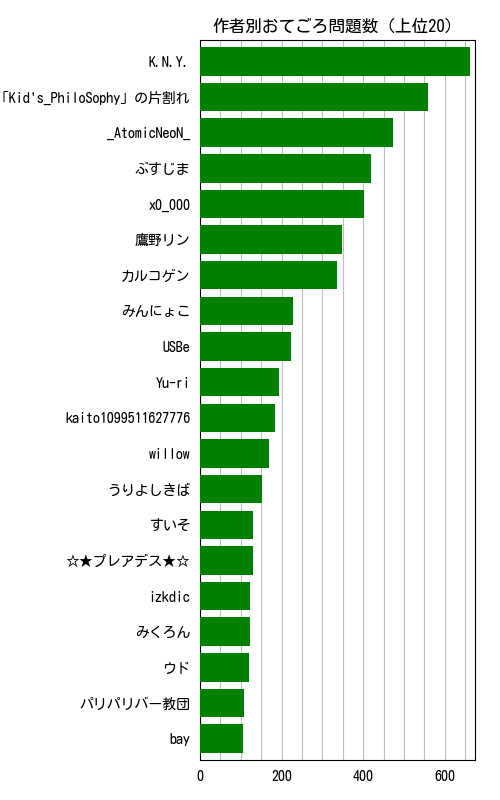 作者別おてごろ問題数 (上位20)
K.N.Y.
「Kid's_PhiloSophy」の片割れ
_AtomicNeoN_
ぶすじま
x0_000
鷹野リン
カルコゲン
みんにょこ
USBe
Yu-ri
kaito1099511627776
willow
うりよしきば
すいそ
☆★プレアデス★☆
izkdic
みくろん
ウド
パリパリバー教団
bay
0 200 400 600